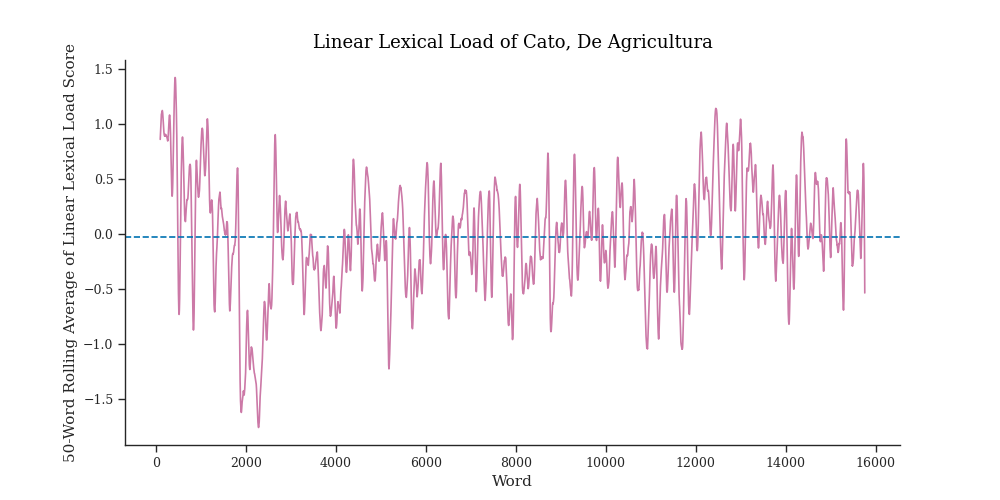 Linear Lexical Load of Cato, De Agricultura
50-Word Rolling Average of Linear Lexical Load Score
1.5
1.0
0.5
0.0
−0.5
−1.0
−1.5
0 2000 4000 6000 8000 10000 12000 14000 16000
Word